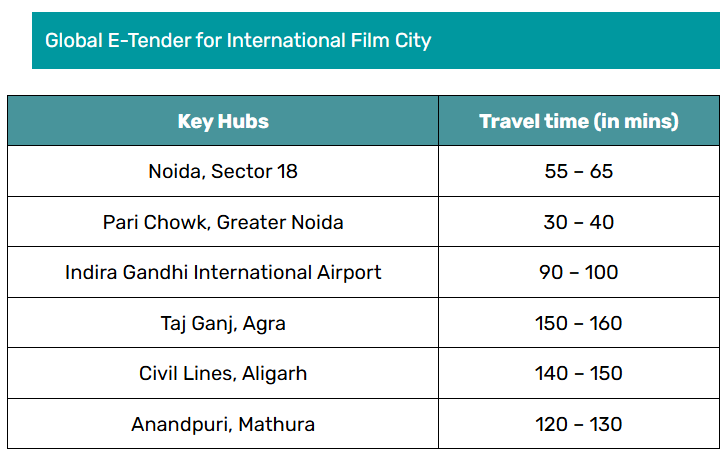 Global E-Tender for International Film City
Key Hubs Travel time (in mins)
Noida, Sector 18 55 – 65
Pari Chowk, Greater Noida 30 – 40
Indira Gandhi International Airport 90 – 100
Taj Ganj, Agra 150 – 160
Civil Lines, Aligarh 140 – 150
Anandpuri, Mathura 120 – 130